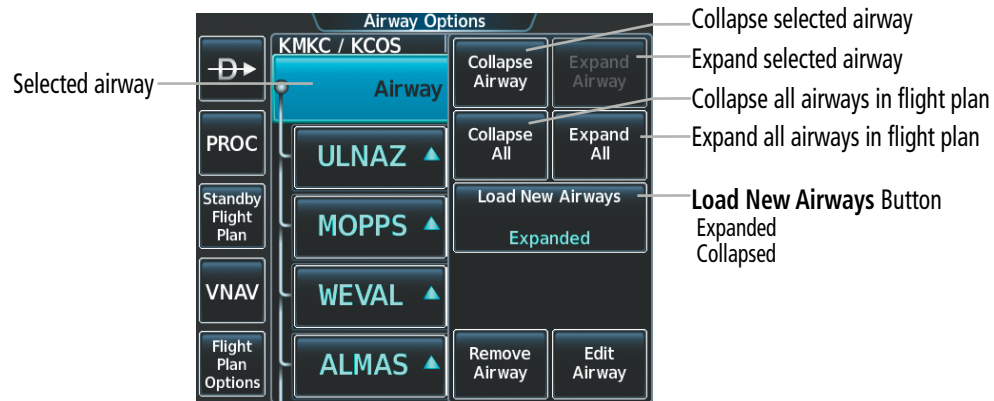 Airway Options
KMKC / KCOS
Selected airway
Airway
PROC
Standby
Flight
Plan
VNAV
Flight
Plan
Options
D
ULNAZ
MOPPS
WEVAL
ALMAS
Collapse
Airway
Expand
Airway
Collapse
All
Expand
All
Load New Airways
Expanded
Remove
Airway
Edit
Airway
Collapse selected airway
Expand selected airway
Collapse all airways in flight plan
Expand all airways in flight plan
Load New Airways Button
Expanded
Collapsed